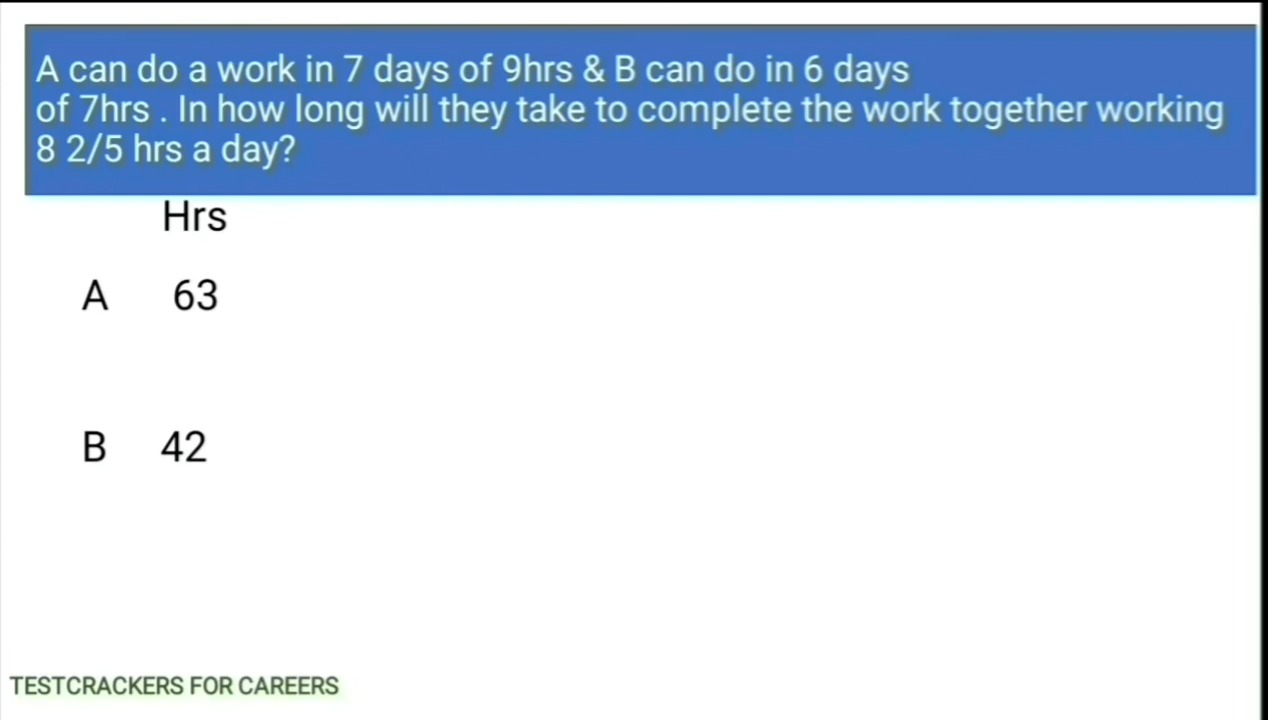 A can do a work in 7 days of 9hrs & B can do in 6 days
of 7hrs . In how long will they take to complete the work together working
8 2/5 hrs a day?
Hrs
A 63
B 42
TESTCRACKERS FOR CAREERS